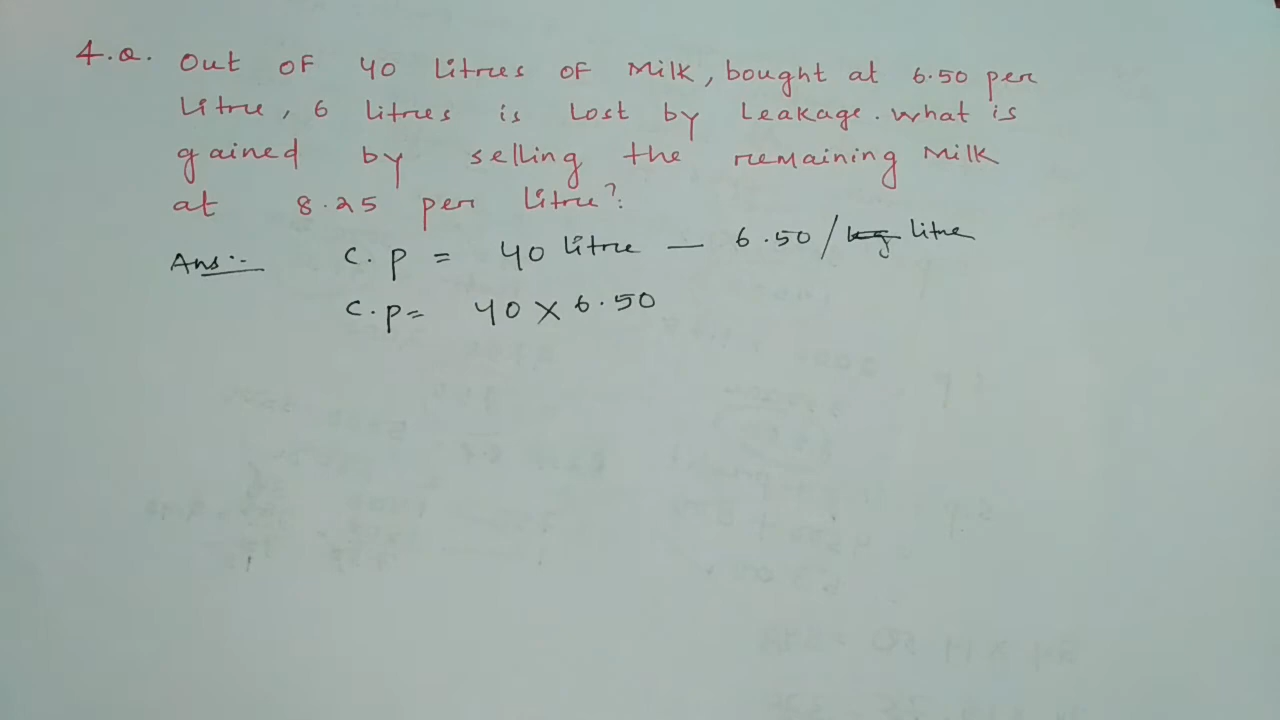 4.Q. Out OF 40 Litres OF Milk, bought at 6.50 per
Litre, 6 litres is Lost by Leakage. what is
gained by selling the remaining Milk
at 8.25 per Litre?
Ans:- C.P = 40 litre - 6.50/kg litre
C.P= 40 × 6.50